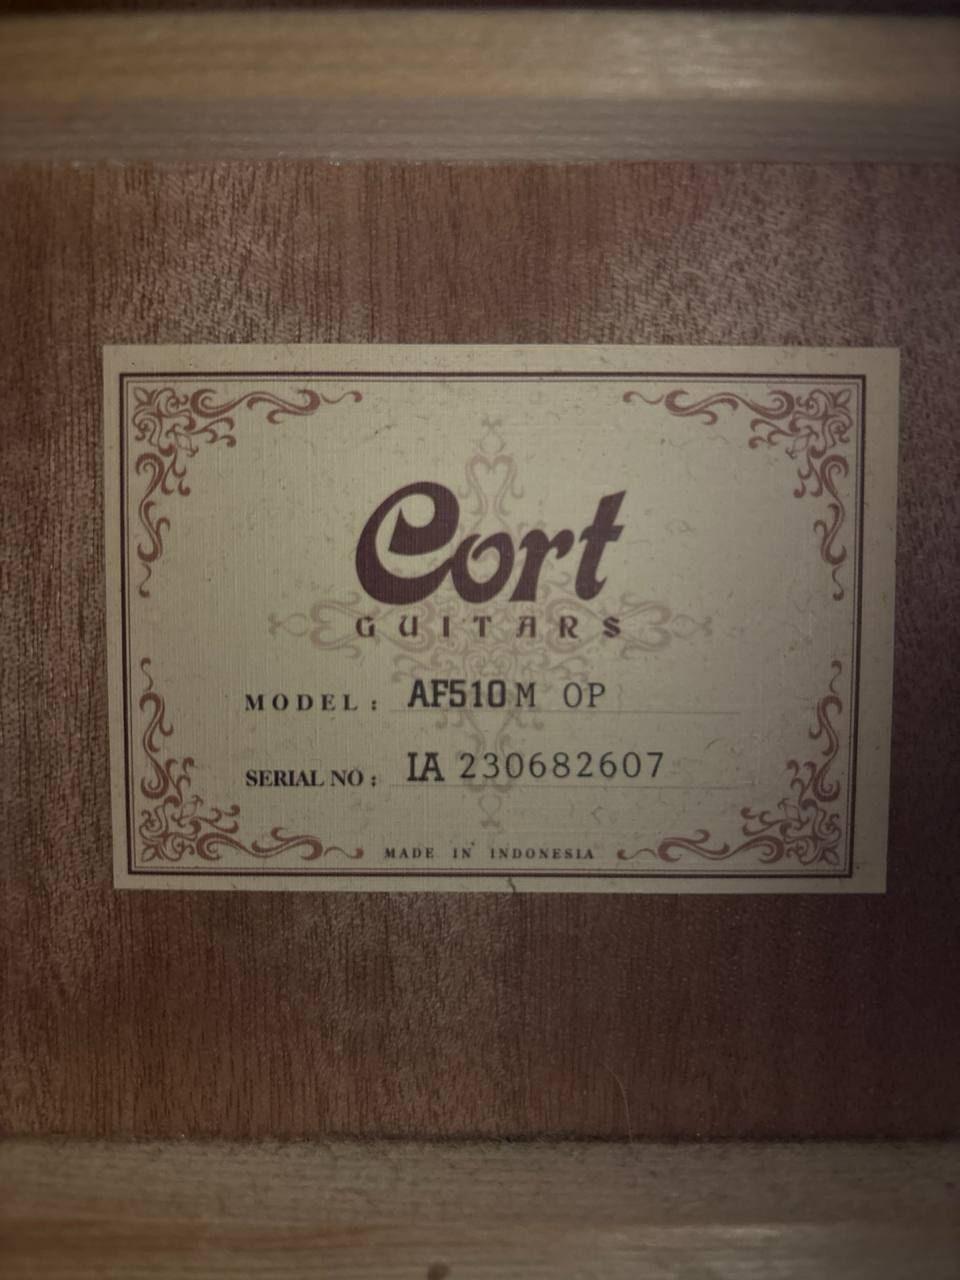 Cort
GUITARS
MODEL: AF510M OP
SERIAL NO: IA 230682607
MADE IN INDONESIA